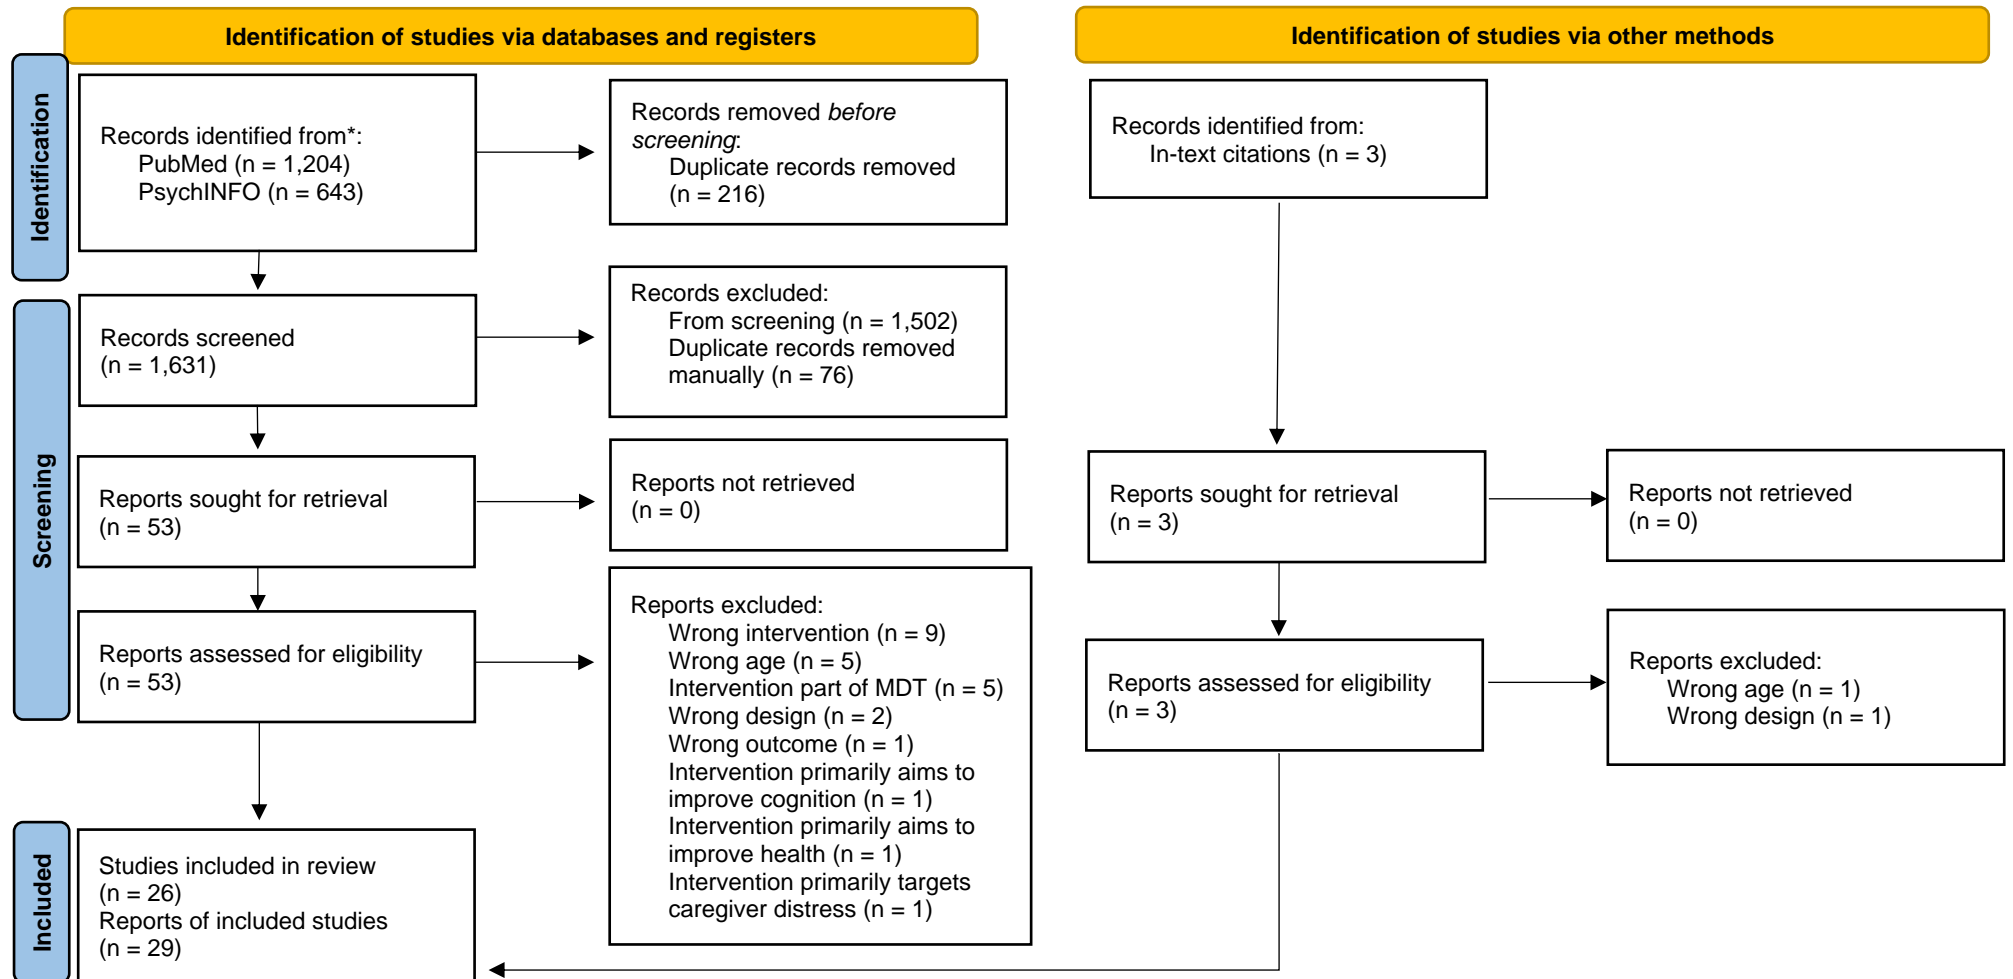 Identification of studies via databases and registers
Identification of studies via other methods
Identification
Records identified from*:
PubMed (n = 1,204)
PsychINFO (n = 643)
Records removed before
screening:
Duplicate records removed
(n = 216)
Records identified from:
In-text citations (n = 3)
Screening
Records screened
(n = 1,631)
Records excluded:
From screening (n = 1,502)
Duplicate records removed
manually (n = 76)
Reports sought for retrieval
(n = 53)
Reports not retrieved
(n = 0)
Reports sought for retrieval
(n = 3)
Reports not retrieved
(n = 0)
Reports assessed for eligibility
(n = 53)
Reports excluded:
Wrong intervention (n = 9)
Wrong age (n = 5)
Intervention part of MDT (n = 5)
Wrong design (n = 2)
Wrong outcome (n = 1)
Intervention primarily aims to
improve cognition (n = 1)
Intervention primarily aims to
improve health (n = 1)
Intervention primarily targets
caregiver distress (n = 1)
Reports assessed for eligibility
(n = 3)
Reports excluded:
Wrong age (n = 1)
Wrong design (n = 1)
Included
Studies included in review
(n = 26)
Reports of included studies
(n = 29)